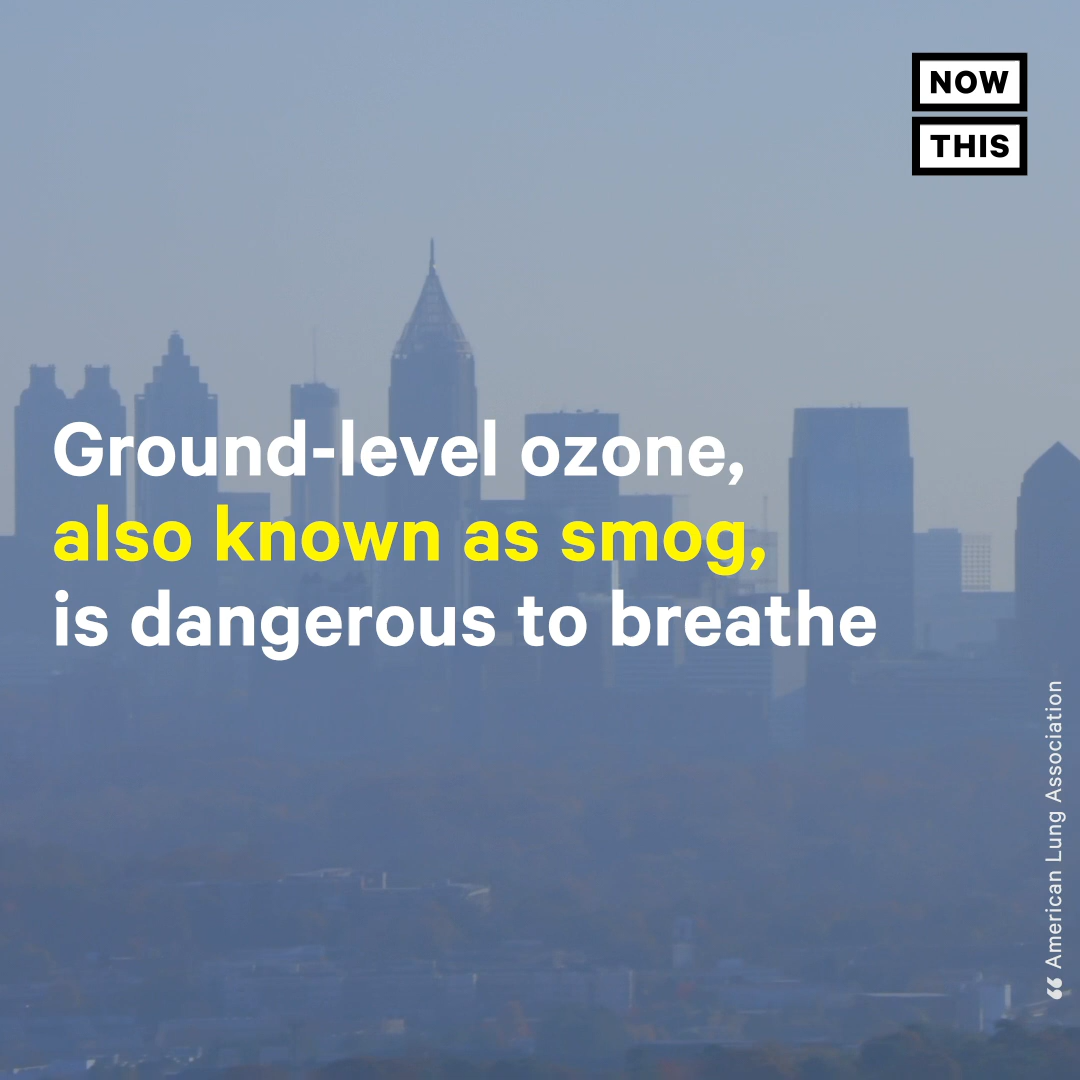 NOW
THIS
Ground-level ozone,
also known as smog,
is dangerous to breathe
“ American Lung Association